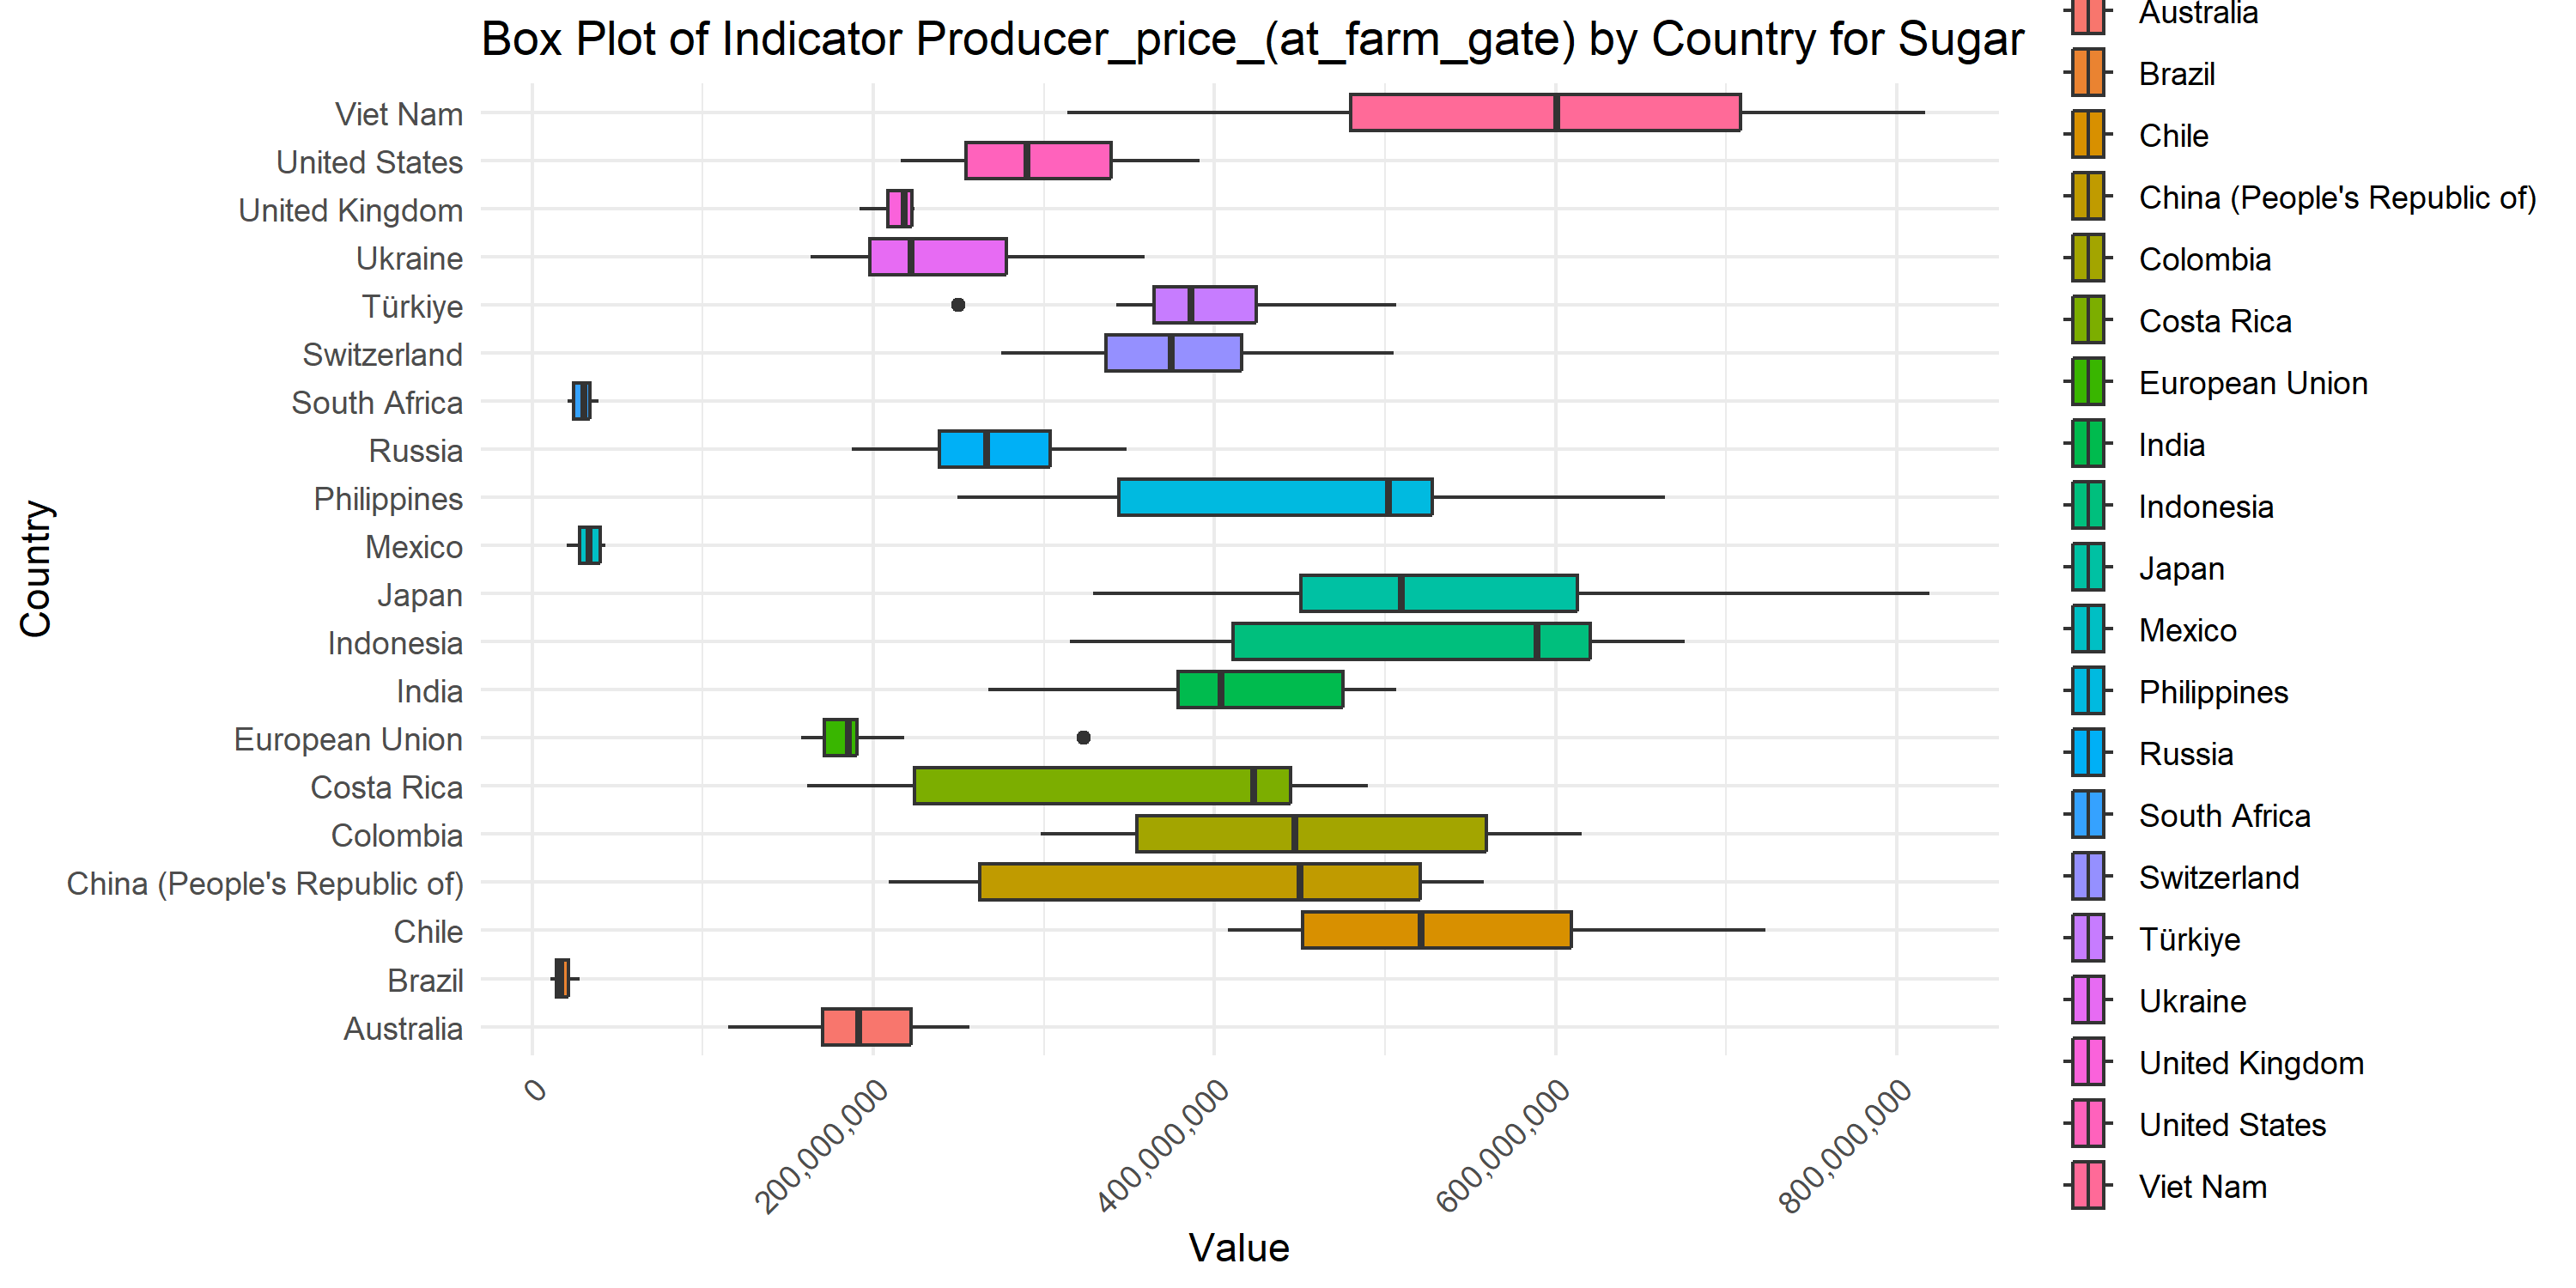 Box Plot of Indicator Producer_price_(at_farm_gate) by Country for Sugar
Country
Viet Nam
United States
United Kingdom
Ukraine
Türkiye
Switzerland
South Africa
Russia
Philippines
Mexico
Japan
Indonesia
India
European Union
Costa Rica
Colombia
China (People's Republic of)
Chile
Brazil
Australia
0
200,000,000
400,000,000
600,000,000
800,000,000
Value
Australia
Brazil
Chile
China (People's Republic of)
Colombia
Costa Rica
European Union
India
Indonesia
Japan
Mexico
Philippines
Russia
South Africa
Switzerland
Türkiye
Ukraine
United Kingdom
United States
Viet Nam